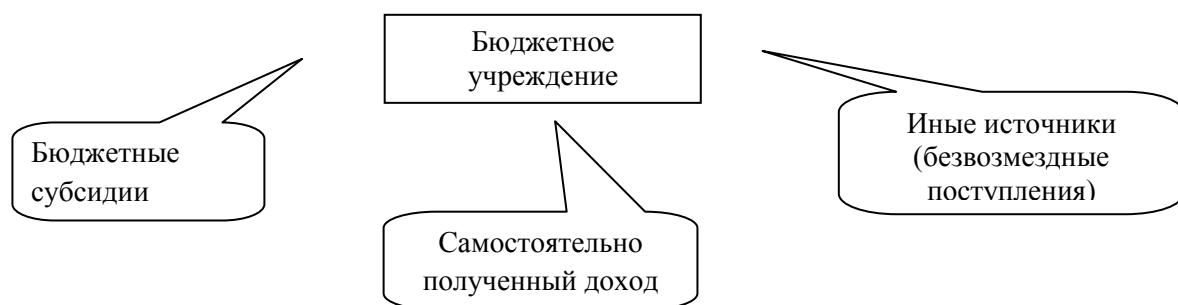 Бюджетное
учреждение
Бюджетные
субсидии
Иные источники
(безвозмездные
поступления)
Самостоятельно
полученный доход